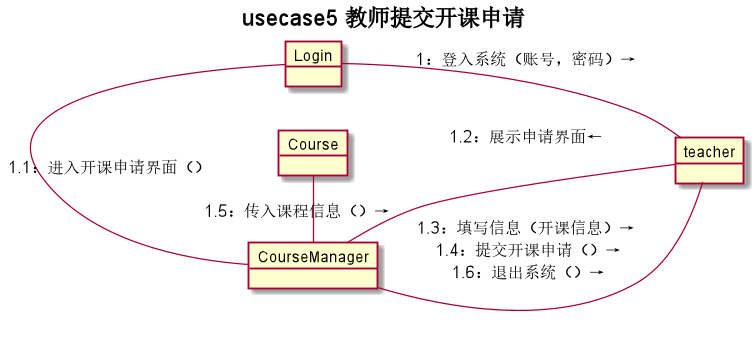 usecase5 教师提交开课申请
Login
1：登入系统（账号，密码）→
Course
1.2：展示申请界面←
teacher
1.1：进入开课申请界面（）
1.5：传入课程信息（）→
1.3：填写信息（开课信息）→
1.4：提交开课申请（）→
CourseManager
1.6：退出系统（）→